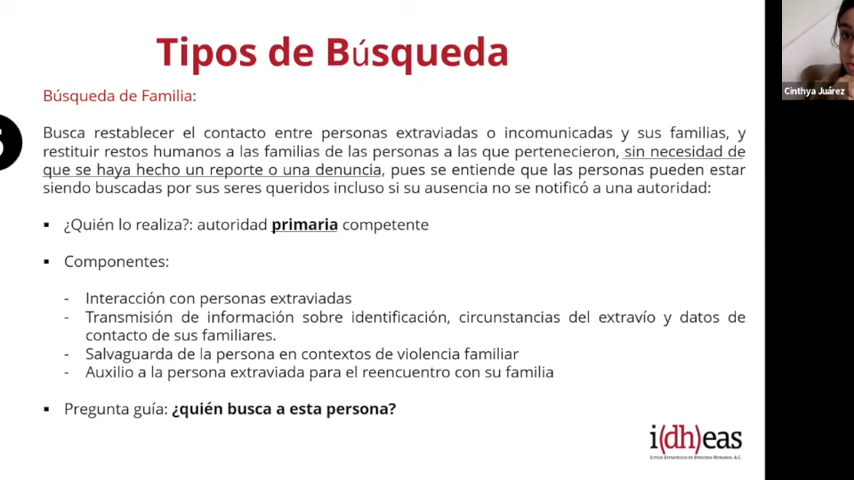 Tipos de Búsqueda
Cinthya Juárez
Búsqueda de Familia:
Busca restablecer el contacto entre personas extraviadas o incomunicadas y sus familias, y
restituir restos humanos a las familias de las personas a las que pertenecieron, sin necesidad de
que se haya hecho un reporte o una denuncia, pues se entiende que las personas pueden estar
siendo buscadas por sus seres queridos incluso si su ausencia no se notificó a una autoridad:
▪ ¿Quién lo realiza?: autoridad primaria competente
▪ Componentes:
- Interacción con personas extraviadas
- Transmisión de información sobre identificación, circunstancias del extravío y datos de
contacto de sus familiares.
- Salvaguarda de la persona en contextos de violencia familiar
- Auxilio a la persona extraviada para el reencuentro con su familia
▪ Pregunta guía: ¿quién busca a esta persona?
i(dh)eas
Litigio Estratégico en Derechos Humanos, A.C.